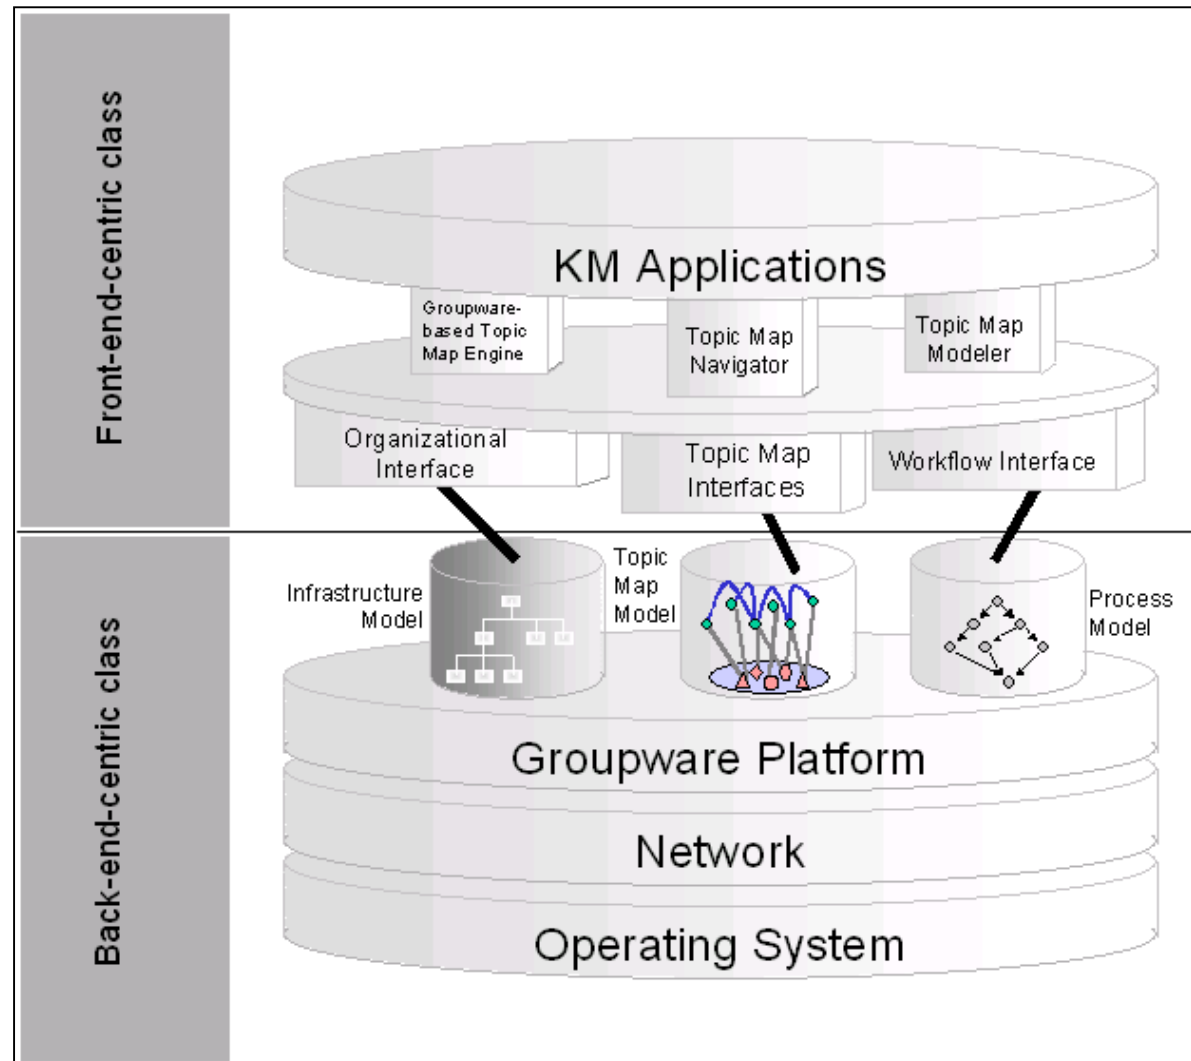 Front-end-centric class
KM Applications
Groupware-
based Topic
Map Engine
Topic Map
Navigator
Topic Map
Modeler
Organizational
Interface
Topic Map
Interfaces
Workflow Interface
Back-end-centric class
Infrastructure
Model
Topic
Map
Model
Process
Model
Groupware Platform
Network
Operating System